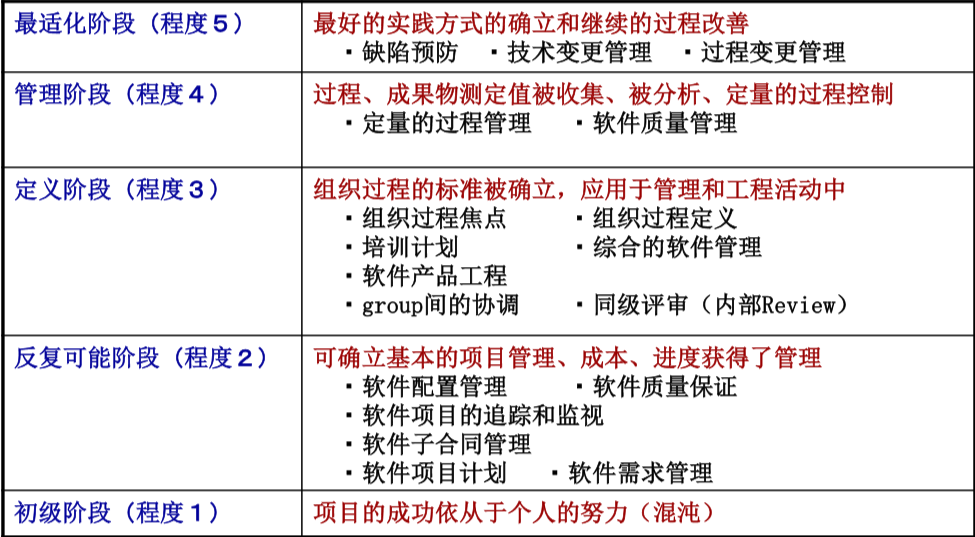 最适化阶段（程度５） 最好的实践方式的确立和继续的过程改善
・缺陷预防 ・技术变更管理 ・过程变更管理
管理阶段（程度４） 过程、成果物测定值被收集、被分析、定量的过程控制
・定量的过程管理 ・软件质量管理
定义阶段（程度３） 组织过程的标准被确立，应用于管理和工程活动中
・组织过程焦点 ・组织过程定义
・培训计划 ・综合的软件管理
・软件产品工程
・group间的协调 ・同级评审（内部Review）
反复可能阶段（程度２） 可确立基本的项目管理、成本、进度获得了管理
・软件配置管理 ・软件质量保证
・软件项目的追踪和监视
・软件子合同管理
・软件项目计划 ・软件需求管理
初级阶段（程度１） 项目的成功依从于个人的努力（混沌）